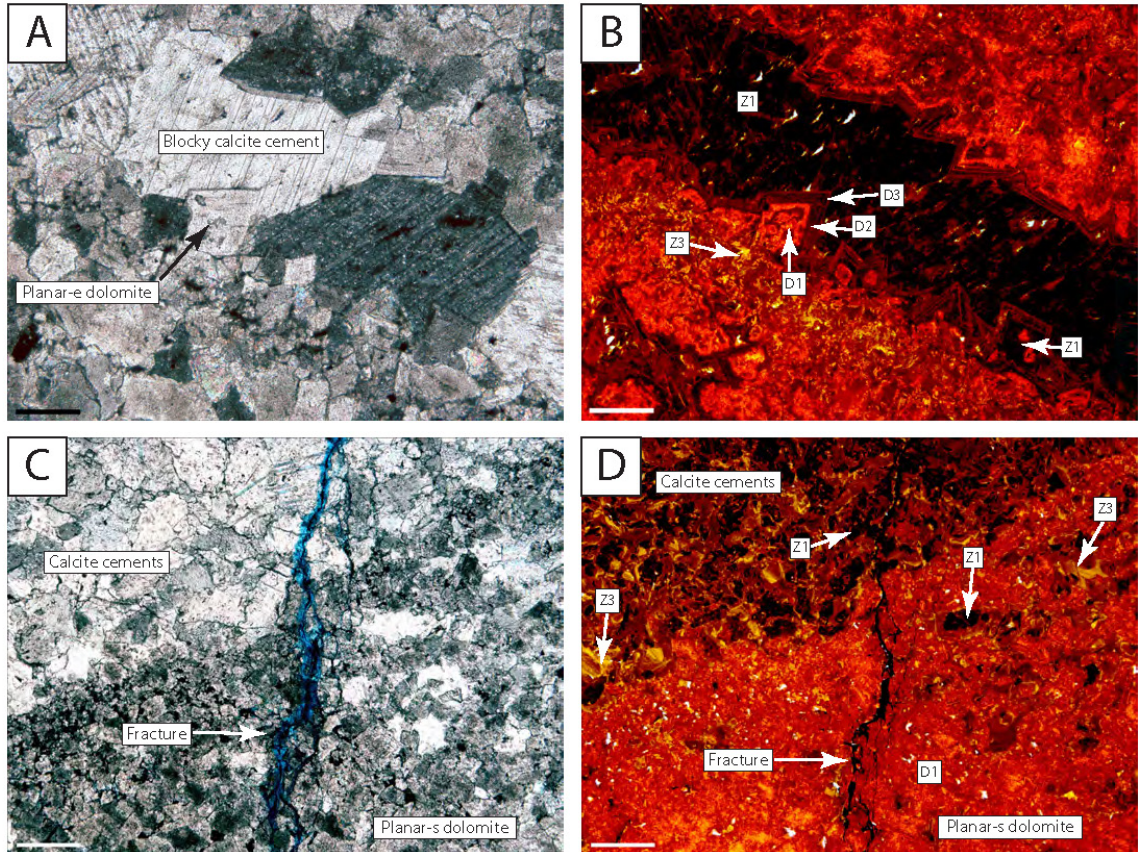 A
Blocky calcite cement
Planar-e dolomite
B
Z1
D3
D2
Z3
D1
Z1
C
Calcite cements
Fracture
Planar-s dolomite
D
Calcite cements
Z3
Z1
Z1
Z3
Fracture
D1
Planar-s dolomite